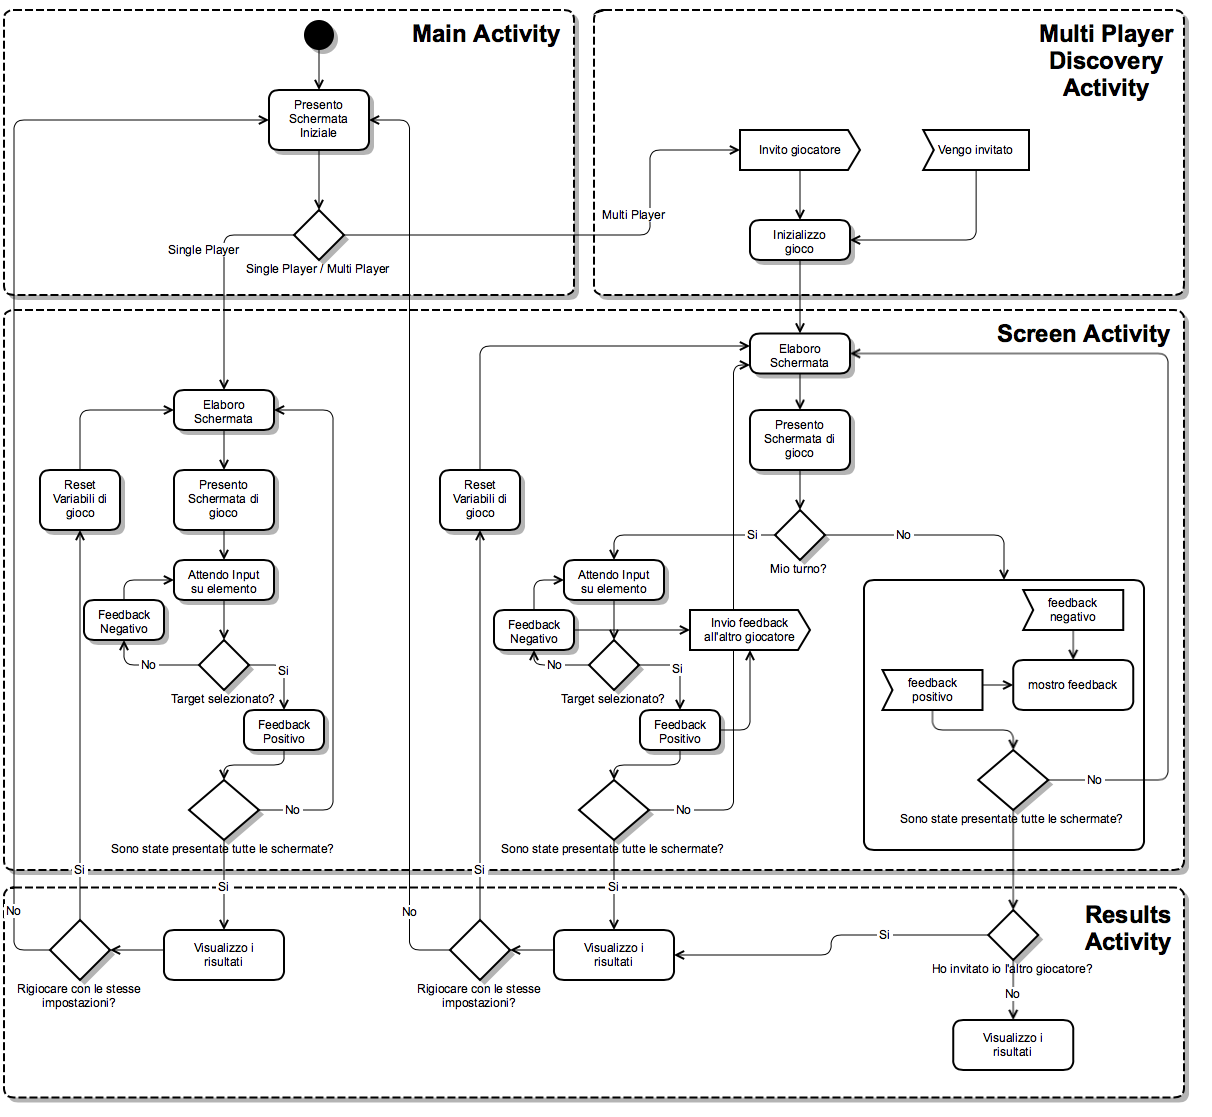 Main Activity
Presento
Schermata
Iniziale
Single Player
Single Player / Multi Player
Multi Player
Discovery
Activity
Invito giocatore
Vengo invitato
Multi Player
Inizializzo
gioco
Screen Activity
Elaboro
Schermata
Reset
Variabili di
gioco
Presento
Schermata di
gioco
Attendo Input
su elemento
Feedback
Negativo
No
Si
Target selezionato?
Feedback
Positivo
No
Sono state presentate tutte le schermate?
Si
Si
Elaboro
Schermata
Presento
Schermata di
gioco
Reset
Variabili di
gioco
Si
No
Mio turno?
Attendo Input
su elemento
Feedback
Negativo
Invio feedback
all'altro giocatore
No
Si
Target selezionato?
Feedback
Positivo
No
Sono state presentate tutte le schermate?
Si
Si
feedback
negativo
feedback
positivo
mostro feedback
No
Sono state presentate tutte le schermate?
Results
Activity
No
Visualizzo i
risultati
Rigiocare con le stesse
impostazioni?
No
Visualizzo i
risultati
Rigiocare con le stesse
impostazioni?
Si
Ho invitato io l'altro giocatore?
No
Visualizzo i
risultati